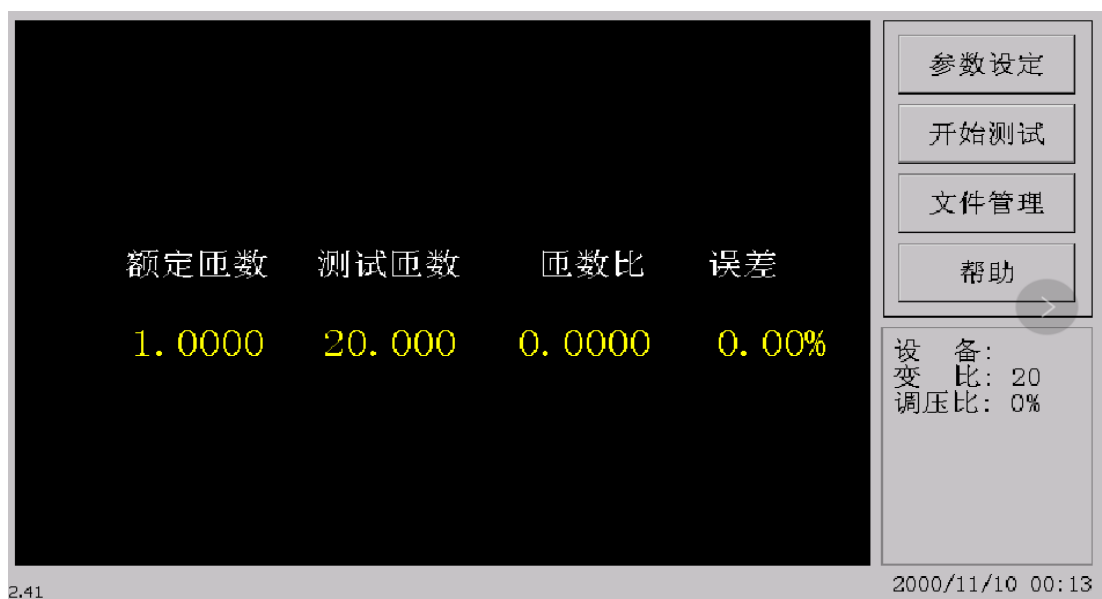 参数设定
开始测试
文件管理
帮助
额定匝数 测试匝数 匝数比 误差
1.0000 20.000 0.0000 0.00%
设 备:
变 比: 20
调压比: 0%
2.41
2000/11/10 00:13